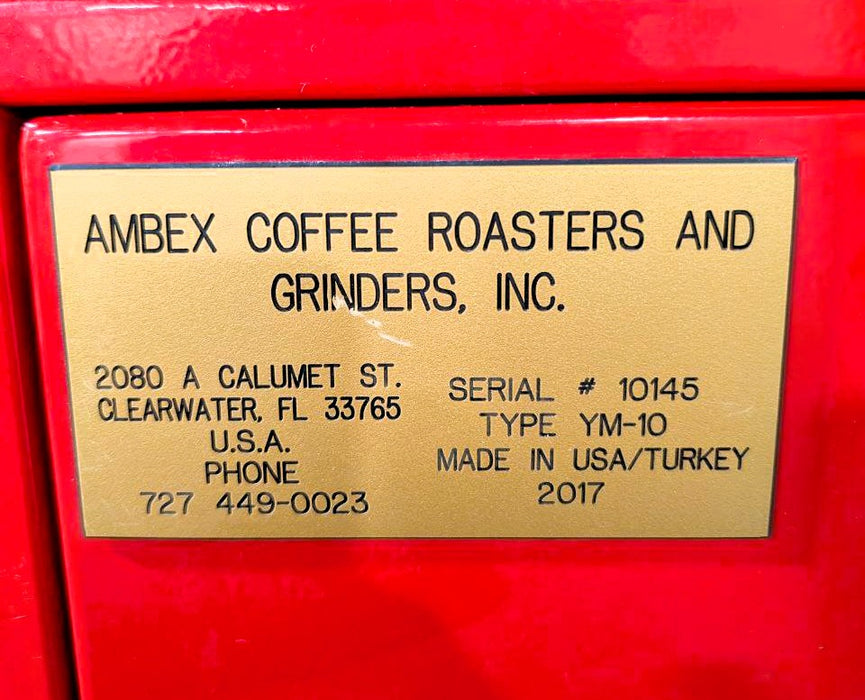 AMBEX COFFEE ROASTERS AND
GRINDERS, INC.
2080 A CALUMET ST.
CLEARWATER, FL 33765
U.S.A.
PHONE
727 449-0023
SERIAL # 10145
TYPE YM-10
MADE IN USA/TURKEY
2017